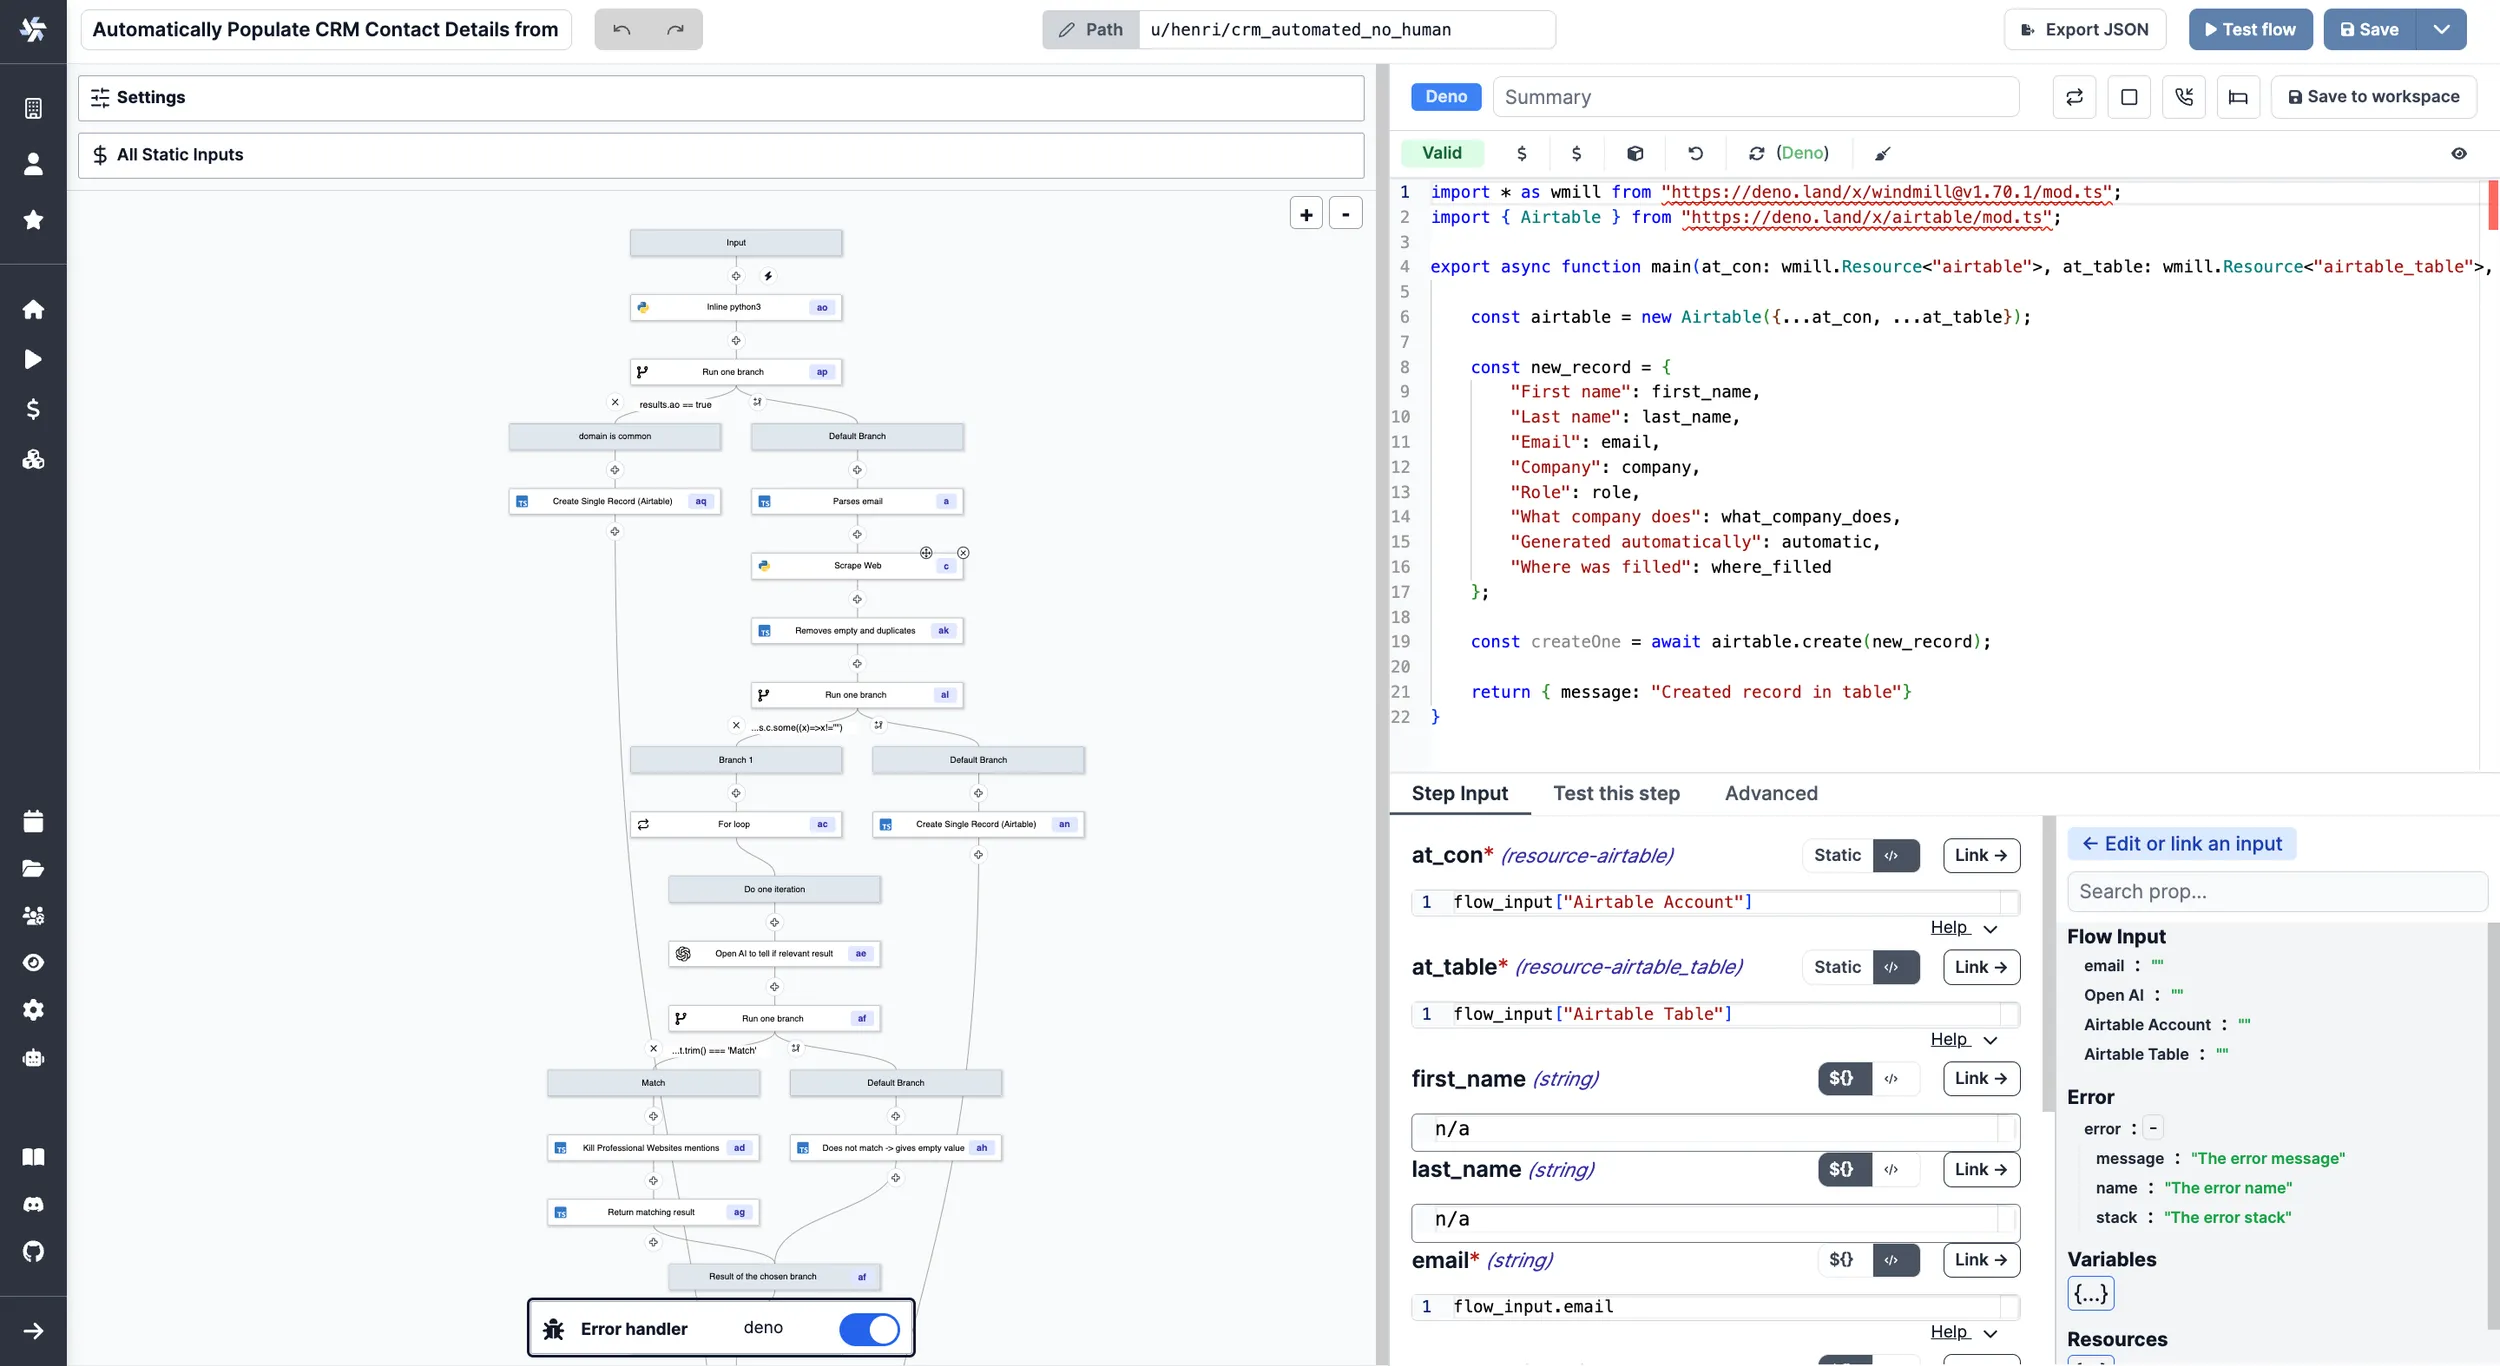 Automatically Populate CRM Contact Details from
Path
u/henri/crm_automated_no_human
Export JSON
Test flow
Save
Settings
All Static Inputs
+
-
Input
Inline python3
ao
Run one branch
ap
results.ao == true
domain is common
Default Branch
Create Single Record (Airtable)
aq
Parses email
a
Scrape Web
c
Removes empty and duplicates
ak
Run one branch
al
...s.c.some((x)=>x!="")
Branch 1
Default Branch
For loop
ac
Create Single Record (Airtable)
an
Do one iteration
Open AI to tell if relevant result
ae
Run one branch
af
...t.trim() === 'Match'
Match
Default Branch
Kill Professional Websites mentions
ad
Does not match -> gives empty value
ah
Return matching result
ag
Result of the chosen branch
af
Error handler
deno
Deno
Summary
Save to workspace
Valid
$
$
(Deno)
1 import * as wmill from "https://deno.land/x/windmill@v1.70.1/mod.ts";
2 import { Airtable } from "https://deno.land/x/airtable/mod.ts";
3
4 export async function main(at_con: wmill.Resource<"airtable">, at_table: wmill.Resource<"airtable_table">,
5
6 const airtable = new Airtable({...at_con, ...at_table});
7
8 const new_record = {
9 "First name": first_name,
10 "Last name": last_name,
11 "Email": email,
12 "Company": company,
13 "Role": role,
14 "What company does": what_company_does,
15 "Generated automatically": automatic,
16 "Where was filled": where_filled
17 };
18
19 const createOne = await airtable.create(new_record);
20
21 return { message: "Created record in table"}
22 }
Step Input
Test this step
Advanced
at_con* (resource-airtable)
Static
Link →
1 flow_input["Airtable Account"]
Help
at_table* (resource-airtable_table)
Static
Link →
1 flow_input["Airtable Table"]
Help
first_name (string)
${}
Link →
n/a
last_name (string)
${}
Link →
n/a
email* (string)
${}
Link →
1 flow_input.email
Help
← Edit or link an input
Search prop...
Flow Input
email : ""
Open AI : ""
Airtable Account : ""
Airtable Table : ""
Error
error : -
message : "The error message"
name : "The error name"
stack : "The error stack"
Variables
{...}
Resources